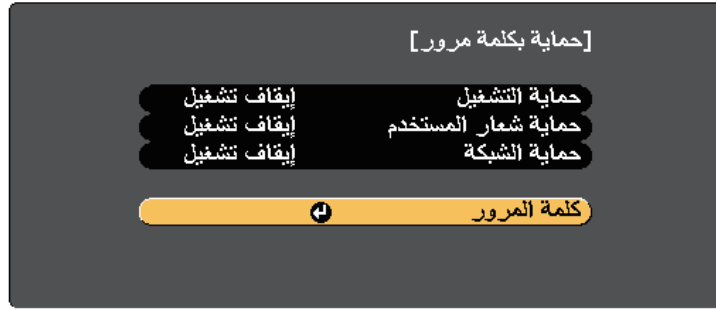 [حماية بكلمة مرور]
حماية التشغيل إيقاف تشغيل
حماية شعار المستخدم إيقاف تشغيل
حماية الشبكة إيقاف تشغيل
كلمة المرور